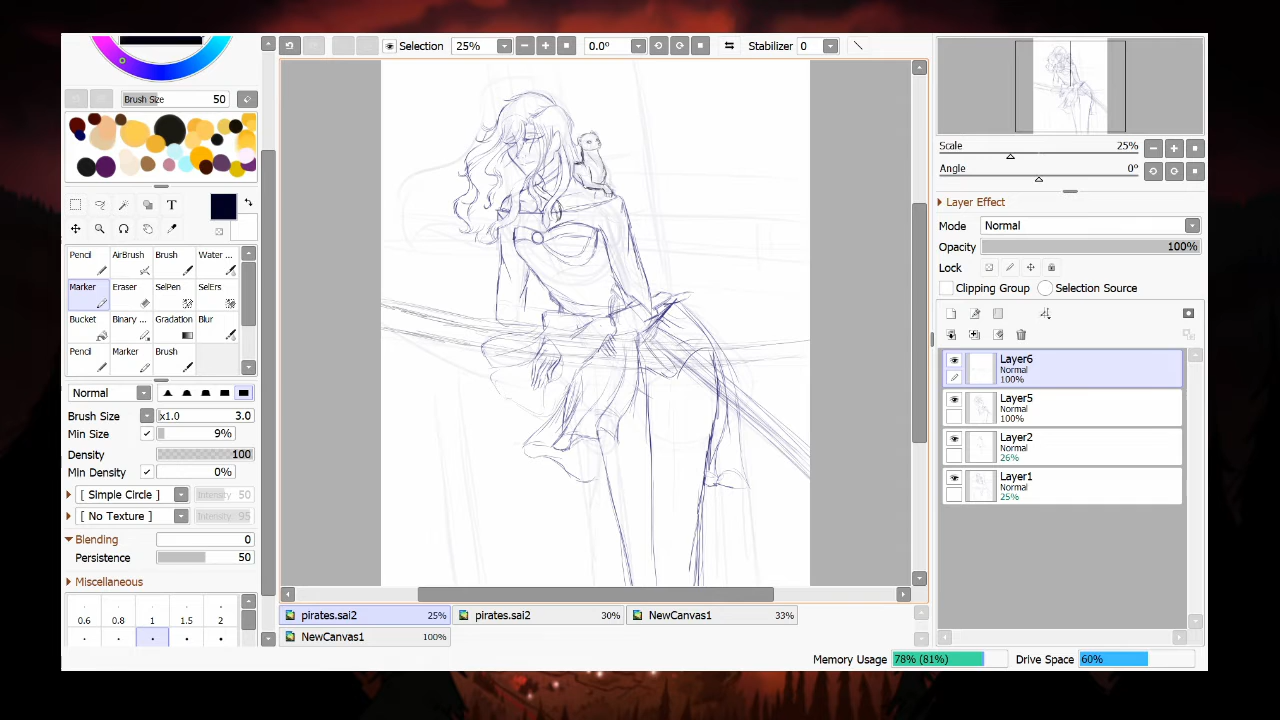 Selection 25% 0.0° Stabilizer 0
Brush Size 50
Scale 25%
Angle 0°
T
Layer Effect
Mode Normal
Opacity 100%
Lock
Clipping Group Selection Source
Pencil AirBrush Brush Water ...
Marker Eraser SelPen SelErs
Bucket Binary ... Gradation Blur
Pencil Marker Brush
Normal
Brush Size x1.0 3.0
Min Size 9%
Density 100
Min Density 0%
[ Simple Circle ] Intensity 50
[ No Texture ] Intensity 95
Blending 0
Persistence 50
Miscellaneous
0.6 0.8 1 1.5 2
Layer6
Normal
100%
Layer5
Normal
100%
Layer2
Normal
26%
Layer1
Normal
25%
pirates.sai2 25% pirates.sai2 30% NewCanvas1 33%
NewCanvas1 100%
Memory Usage 78% (81%) Drive Space 60%